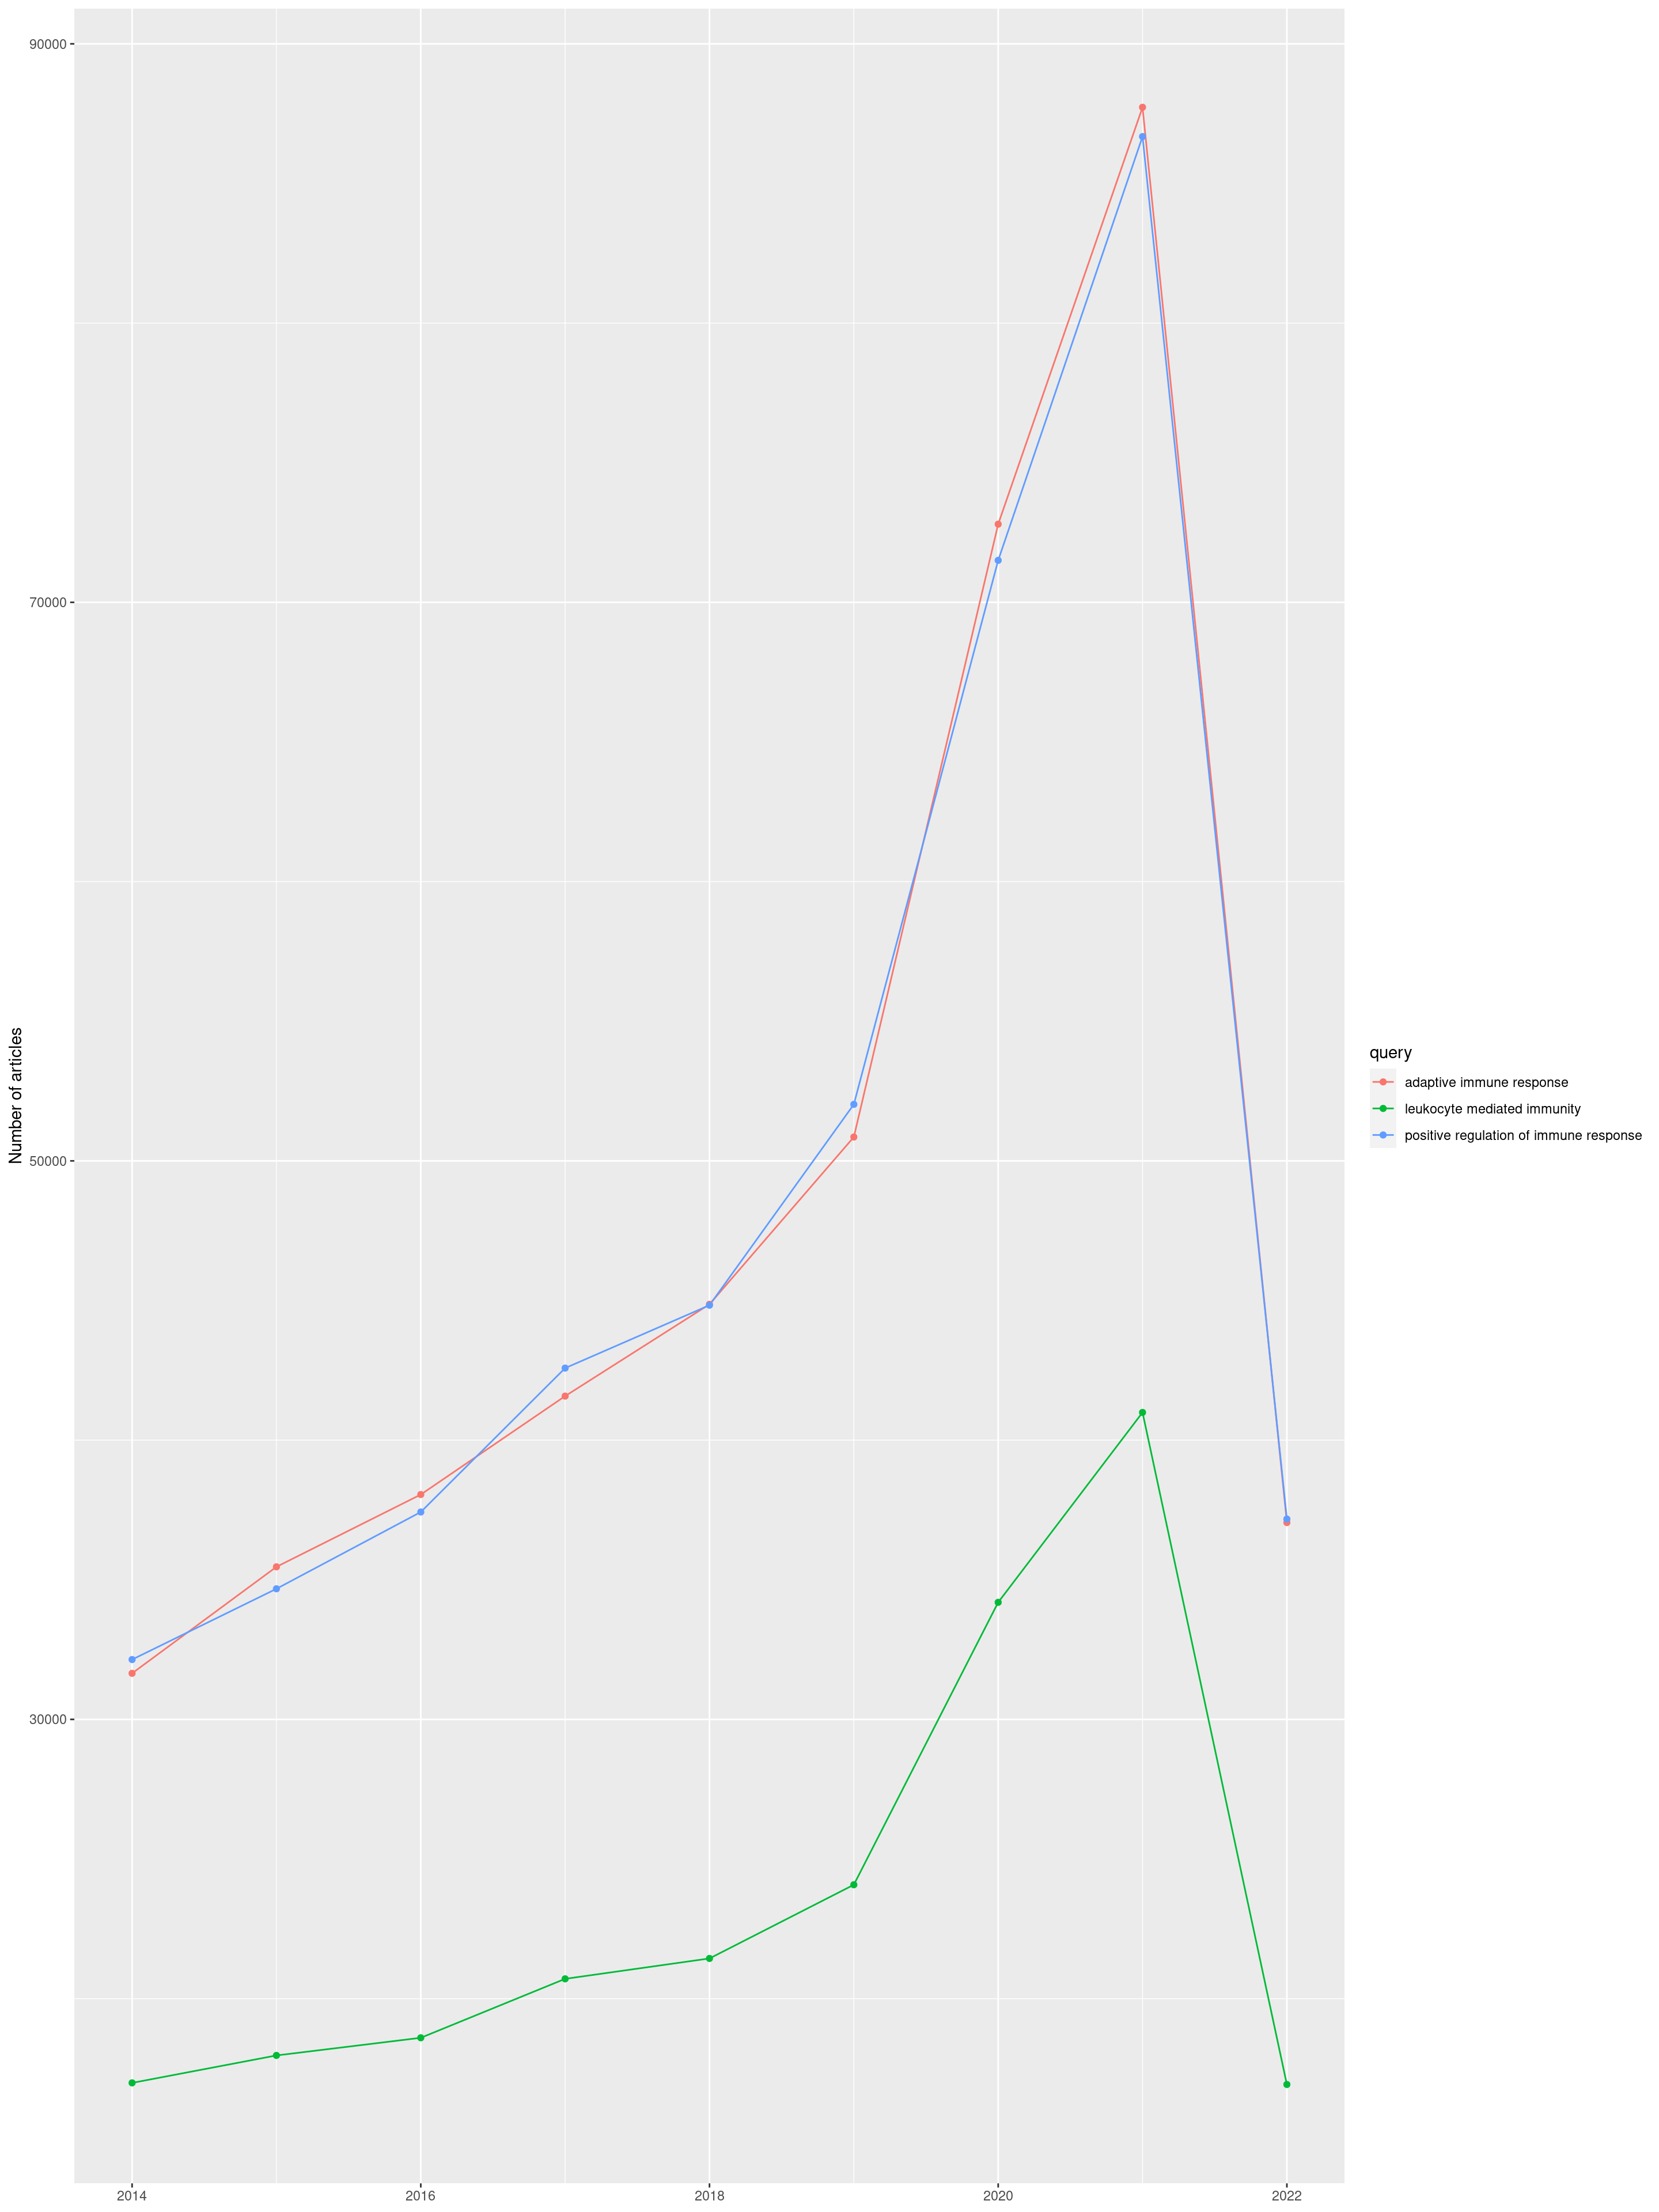 Number of articles
90000
70000
50000
30000
2014
2016
2018
2020
2022
query
adaptive immune response
leukocyte mediated immunity
positive regulation of immune response